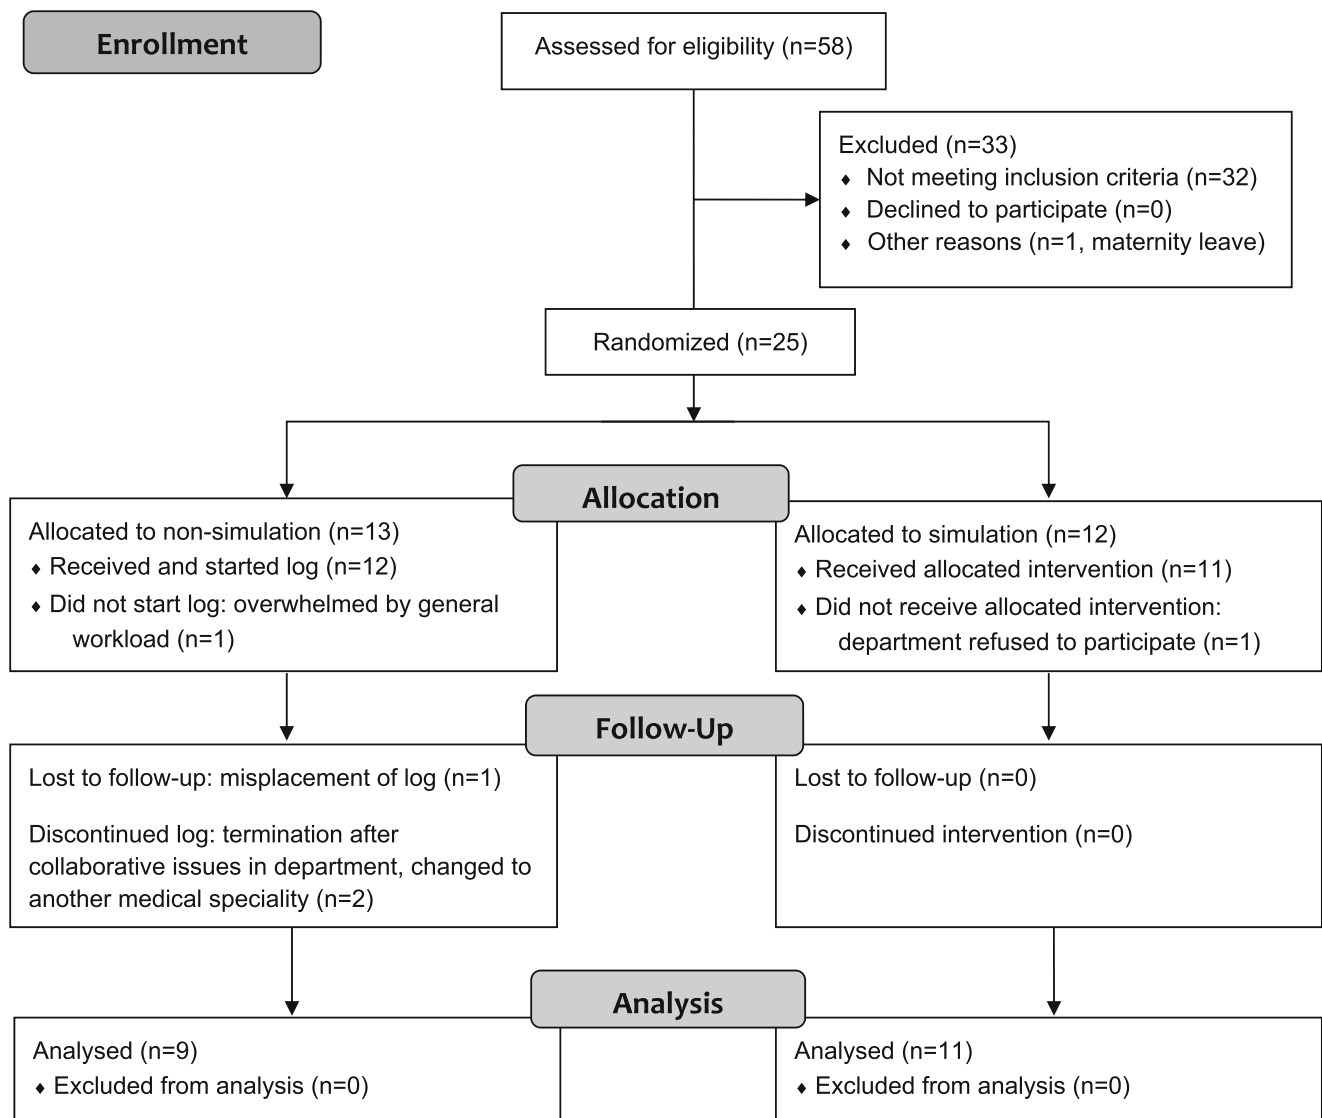 Enrollment
Assessed for eligibility (n=58)
Excluded (n=33)
♦ Not meeting inclusion criteria (n=32)
♦ Declined to participate (n=0)
♦ Other reasons (n=1, maternity leave)
Randomized (n=25)
Allocation
Allocated to non-simulation (n=13)
♦ Received and started log (n=12)
♦ Did not start log: overwhelmed by general
workload (n=1)
Allocated to simulation (n=12)
♦ Received allocated intervention (n=11)
♦ Did not receive allocated intervention:
department refused to participate (n=1)
Follow-Up
Lost to follow-up: misplacement of log (n=1)
Discontinued log: termination after
collaborative issues in department, changed to
another medical speciality (n=2)
Lost to follow-up (n=0)
Discontinued intervention (n=0)
Analysis
Analysed (n=9)
♦ Excluded from analysis (n=0)
Analysed (n=11)
♦ Excluded from analysis (n=0)